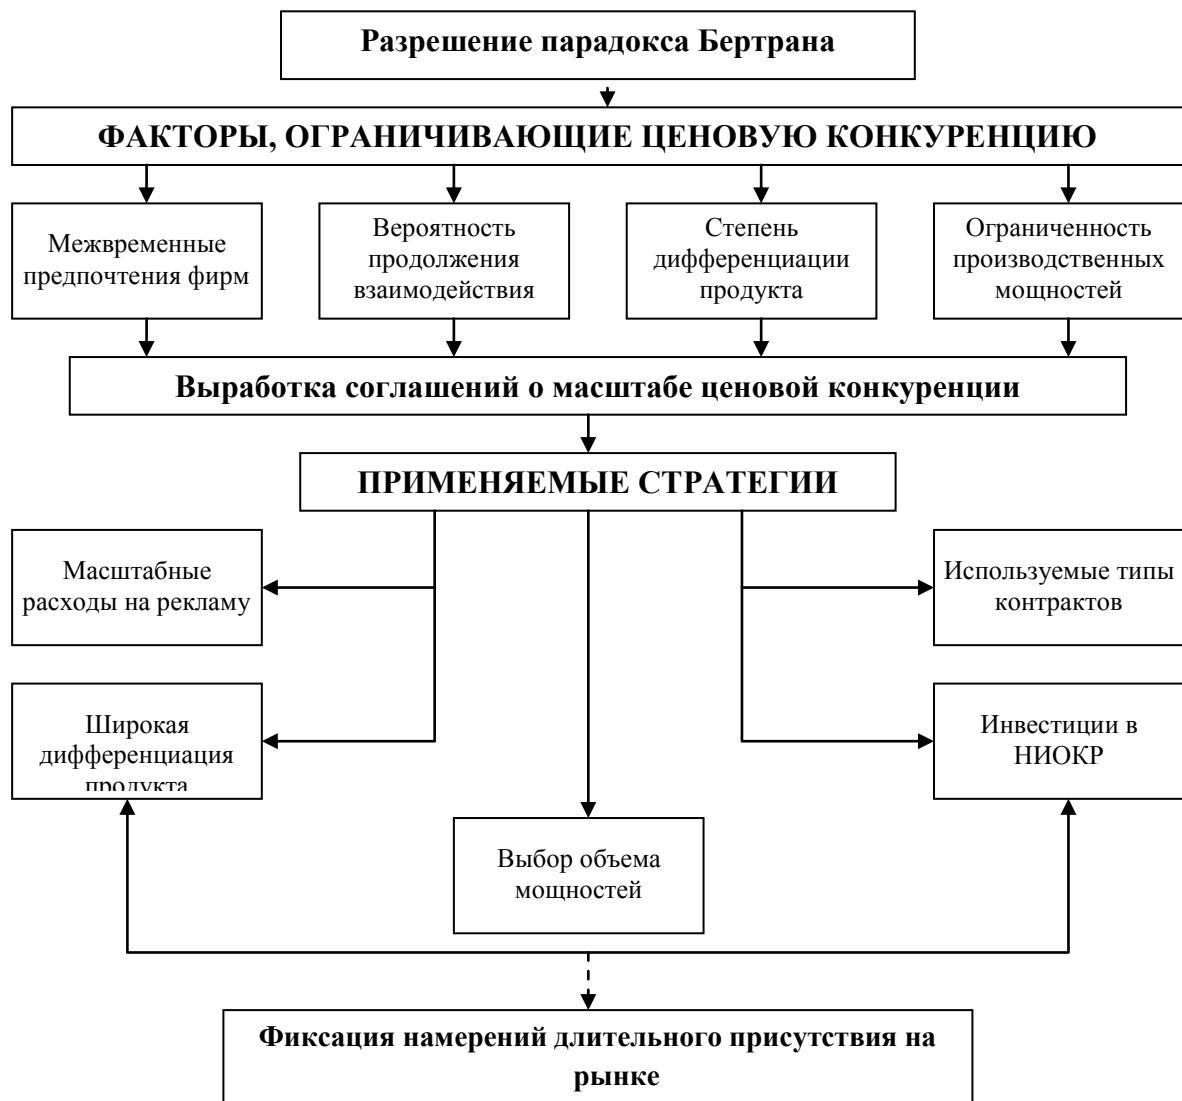 Разрешение парадокса Бертрана
ФАКТОРЫ, ОГРАНИЧИВАЮЩИЕ ЦЕНОВУЮ КОНКУРЕНЦИЮ
Межвременные
предпочтения фирм
Вероятность
продолжения
взаимодействия
Степень
дифференциации
продукта
Ограниченность
производственных
мощностей
Выработка соглашений о масштабе ценовой конкуренции
ПРИМЕНЯЕМЫЕ СТРАТЕГИИ
Масштабные
расходы на рекламу
Используемые типы
контрактов
Широкая
дифференциация
продукта
Инвестиции в
НИОКР
Выбор объема
мощностей
Фиксация намерений длительного присутствия на
рынке